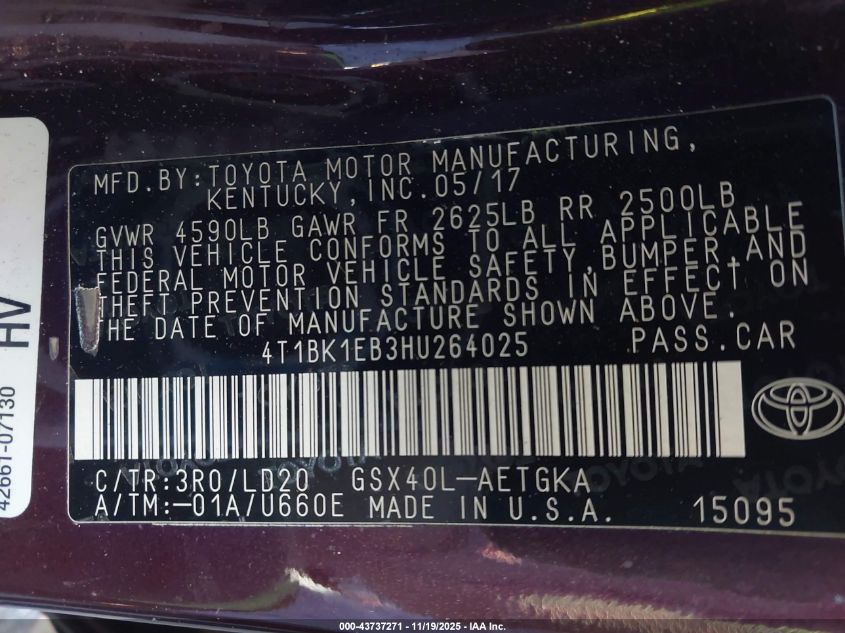 MFD.BY:TOYOTA MOTOR MANUFACTURING,
KENTUCKY,INC.05/17
GVWR 4590LB GAWR FR 2625LB RR 2500LB
THIS VEHICLE CONFORMS TO ALL APPLICABLE
FEDERAL MOTOR VEHICLE SAFETY,BUMPER,AND
THEFT PREVENTION STANDARDS IN EFFECT ON
THE DATE OF MANUFACTURE SHOWN ABOVE.
4T1BK1EB3HU264025 PASS.CAR
C/TR:3R0/LD20 GSX40L-AETGKA
A/TM:-01A/U660E MADE IN U.S.A. 15095
HV
42661-07130
000-43737271 - 11/19/2025 - IAA Inc.